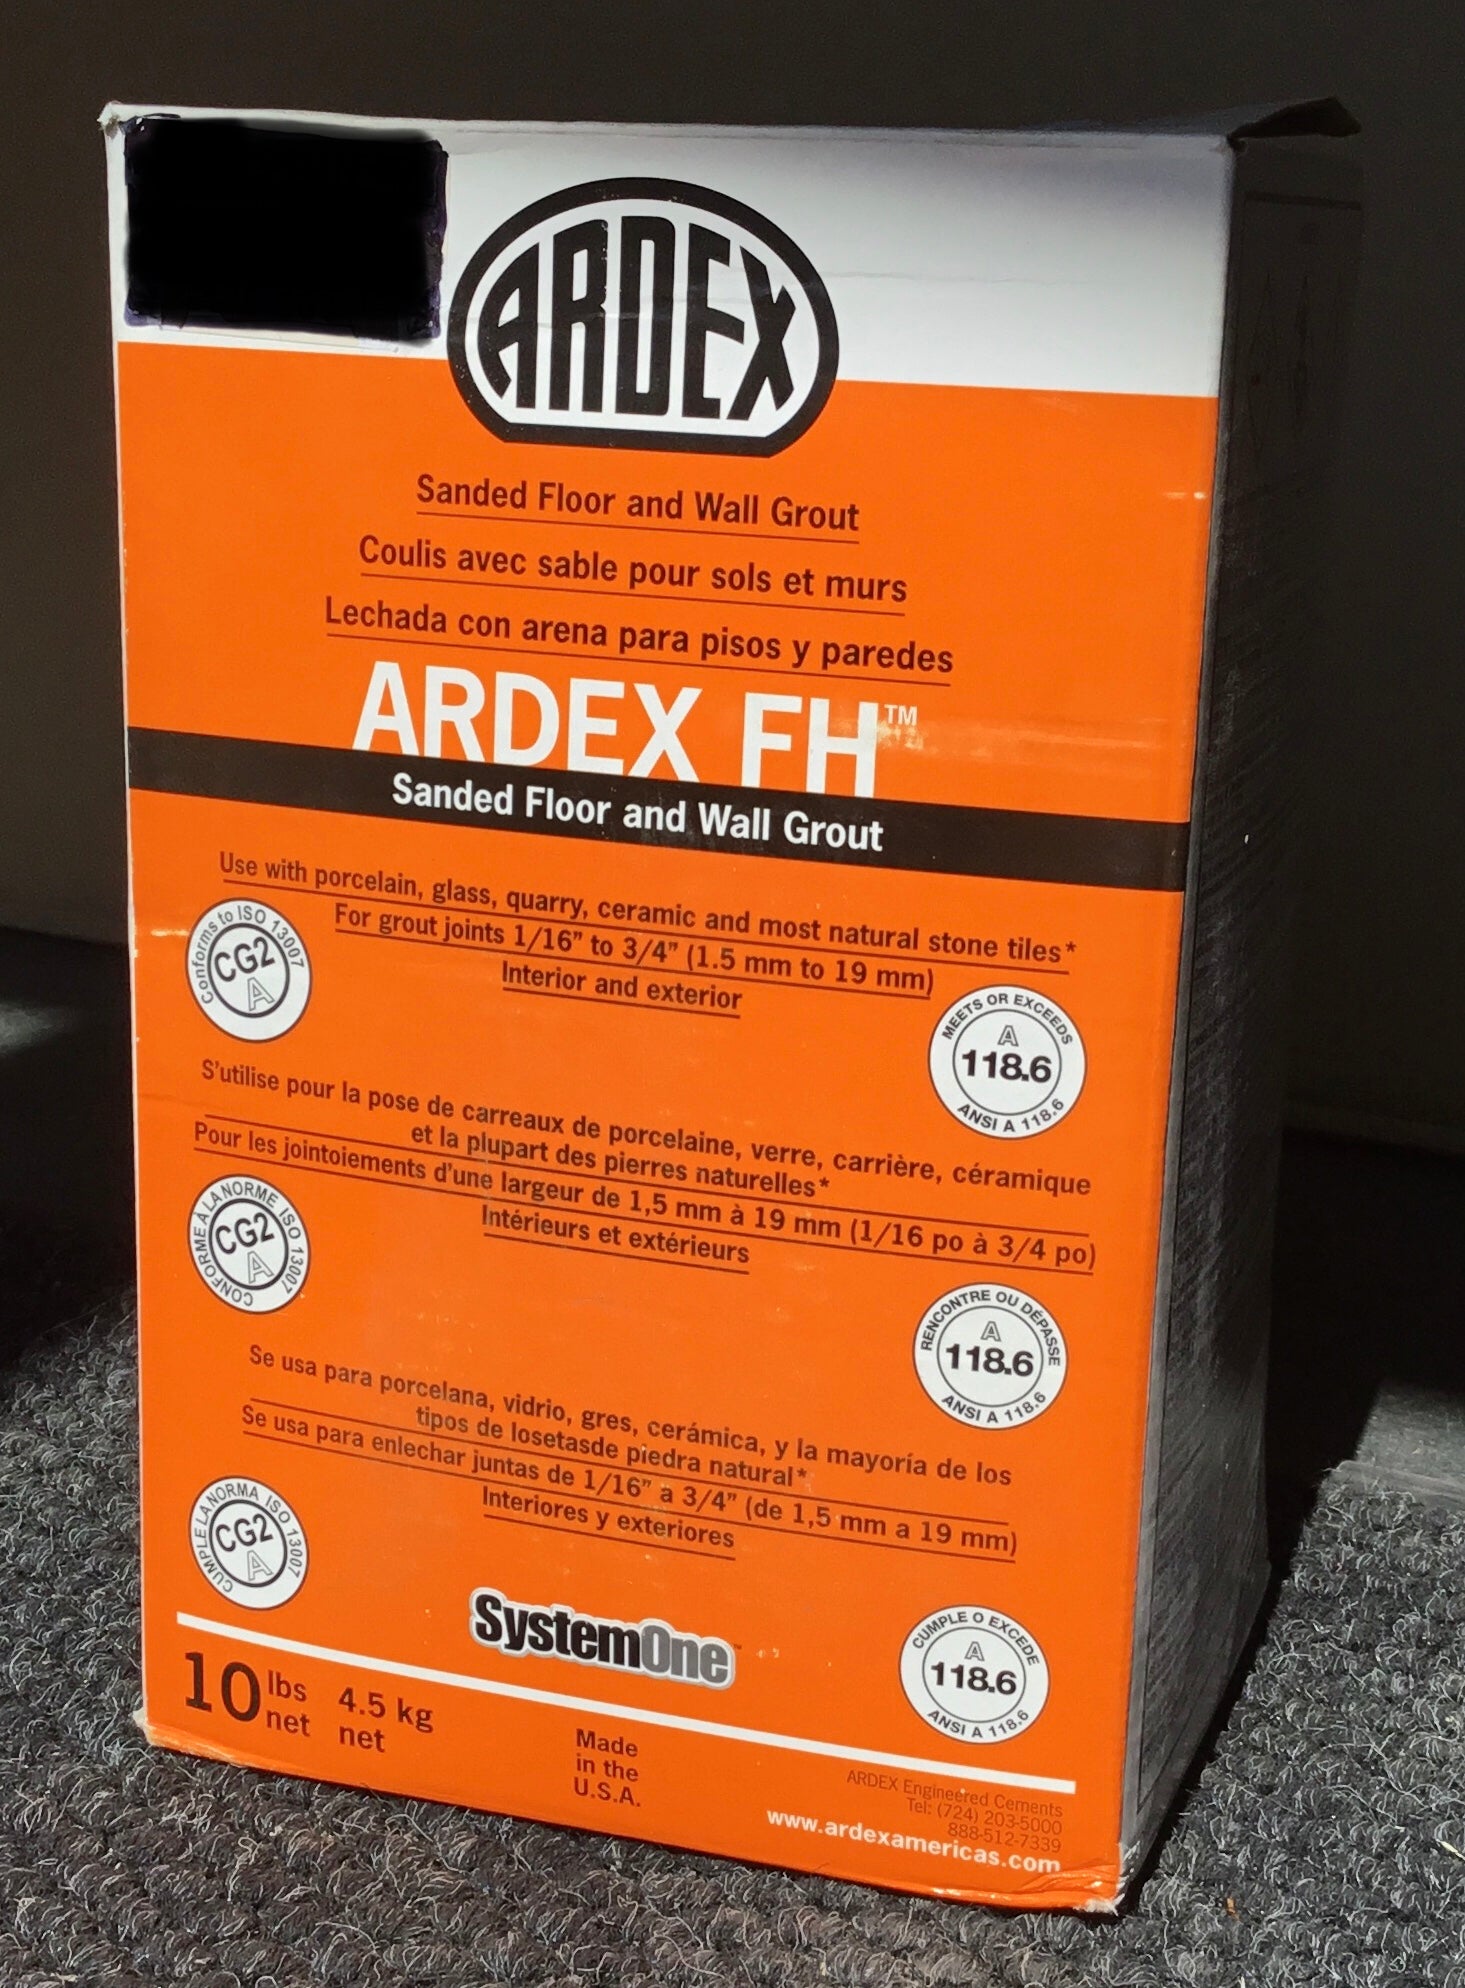 ARDEX
Sanded Floor and Wall Grout
Coulis avec sable pour sols et murs
Lechada con arena para pisos y paredes
ARDEX FH™
Sanded Floor and Wall Grout
Use with porcelain, glass, quarry, ceramic and most natural stone tiles*
For grout joints 1/16” to 3/4” (1.5 mm to 19 mm)
Interior and exterior
Conforms to ISO 13007
CG2
A
MEETS OR EXCEEDS
A
118.6
ANSI A 118.6
S'utilise pour la pose de carreaux de porcelaine, verre, carrière, céramique
et la plupart des pierres naturelles*
Pour les jointoiements d'une largeur de 1,5 mm à 19 mm (1/16 po à 3/4 po)
Intérieurs et extérieurs
CONFORME A LA NORME ISO 13007
CG2
A
RENCONTRE OU DÉPASSE
A
118.6
ANSI A 118.6
Se usa para porcelana, vidrio, gres, cerámica, y la mayoría de los
tipos de losetasde piedra natural*
Se usa para enlechar juntas de 1/16” a 3/4” (de 1,5 mm a 19 mm)
Interiores y exteriores
CUMPLE LA NORMA ISO 13007
CG2
A
CUMPLE O EXCEDE
A
118.6
ANSI A 118.6
SystemOne™
10 lbs net 4.5 kg net
Made
in the
U.S.A.
ARDEX Engineered Cements
Tel: (724) 203-5000
888-512-7339
www.ardexamericas.com